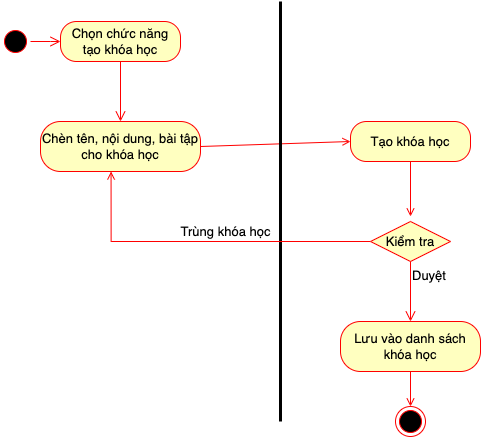 Chọn chức năng
tạo khóa học
Chèn tên, nội dung, bài tập
cho khóa học
Tạo khóa học
Trùng khóa học
Kiểm tra
Duyệt
Lưu vào danh sách
khóa học